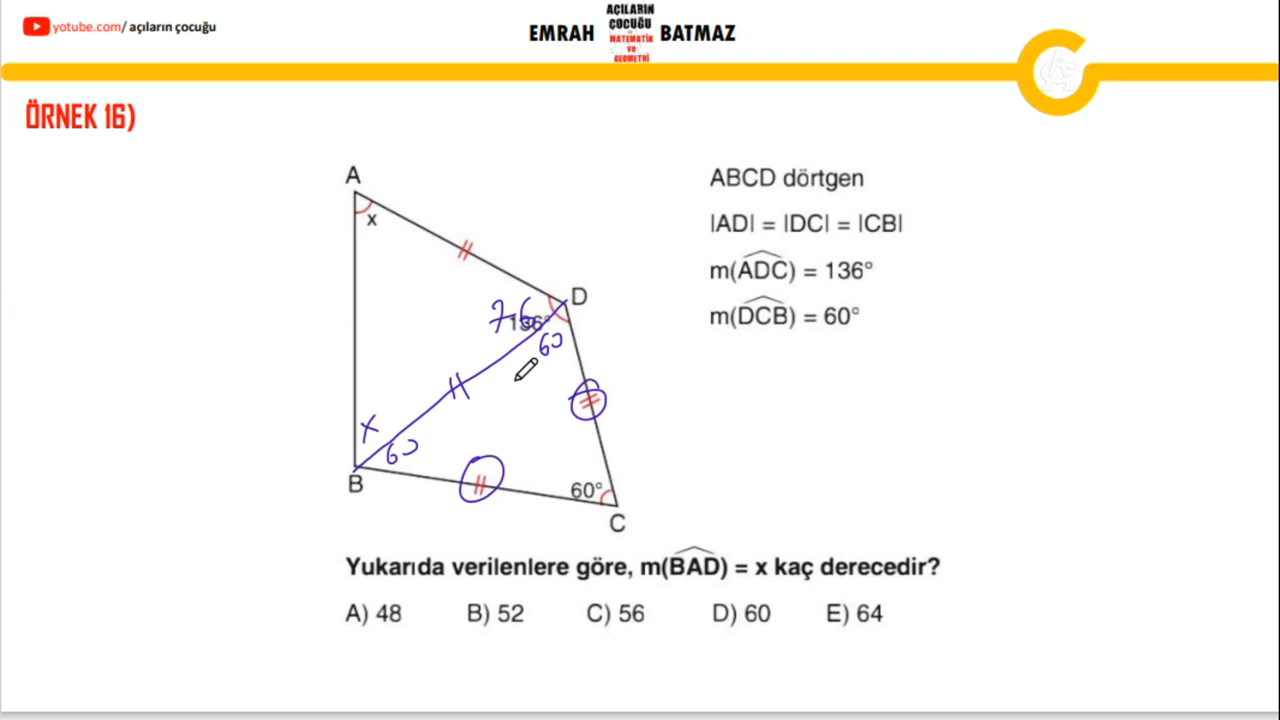 yotube.com/ açıların çocuğu
EMRAH
AÇILARIN
ÇOCUĞU
MATEMATİK
ve
GEOMETRİ
BATMAZ
ÖRNEK 16)
A
x
D
76
136°
60
x
60
B
60°
C
ABCD dörtgen
|AD| = |DC| = |CB|
m(ADC) = 136°
m(DCB) = 60°
Yukarıda verilenlere göre, m(BAD) = x kaç derecedir?
A) 48 B) 52 C) 56 D) 60 E) 64